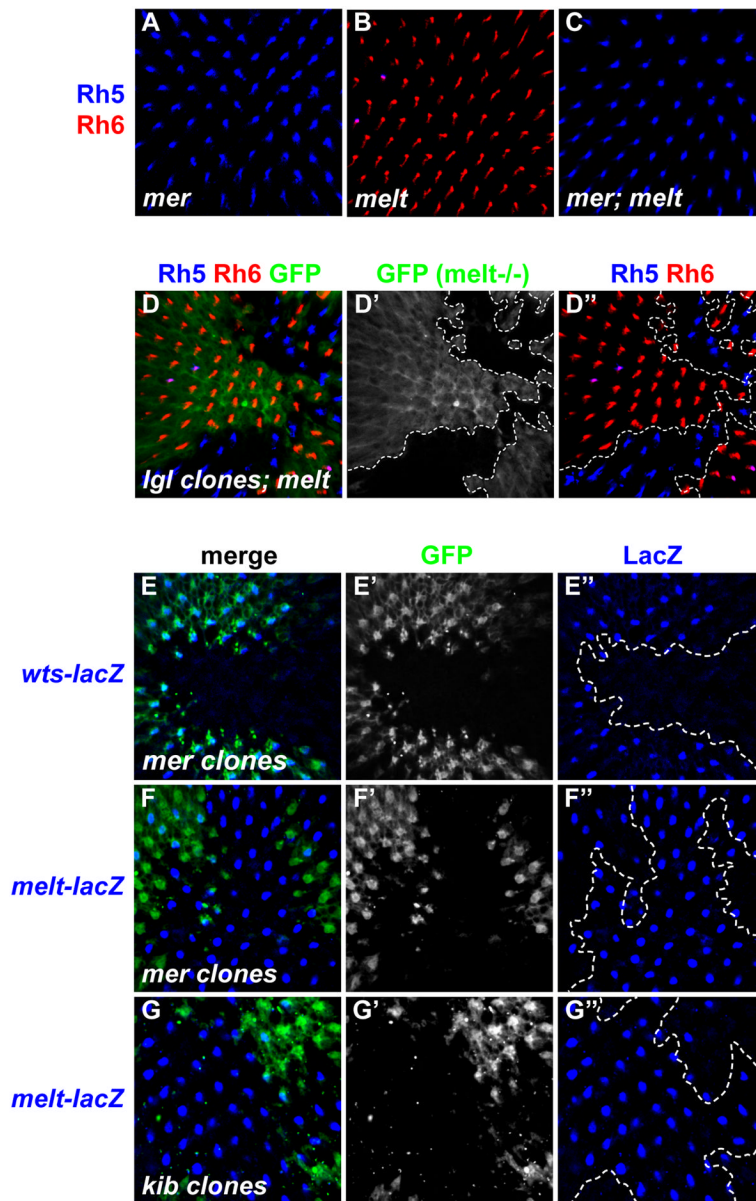 A
B
C
Rh5
Rh6
mer
melt
mer; melt
Rh5 Rh6 GFP
GFP (melt-/-)
Rh5 Rh6
D
D'
D''
lgl clones; melt
merge
GFP
LacZ
E
E'
E''
wts-lacZ
mer clones
F
F'
F''
melt-lacZ
mer clones
G
G'
G''
melt-lacZ
kib clones